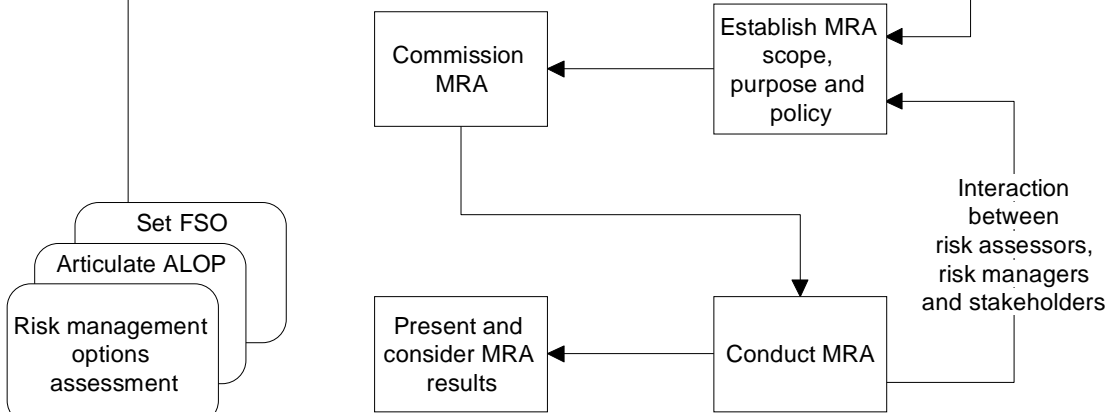 Commission
MRA
Establish MRA
scope,
purpose and
policy
Interaction
between
risk assessors,
risk managers
and stakeholders
Set FSO
Articulate ALOP
Risk management
options
assessment
Present and
consider MRA
results
Conduct MRA